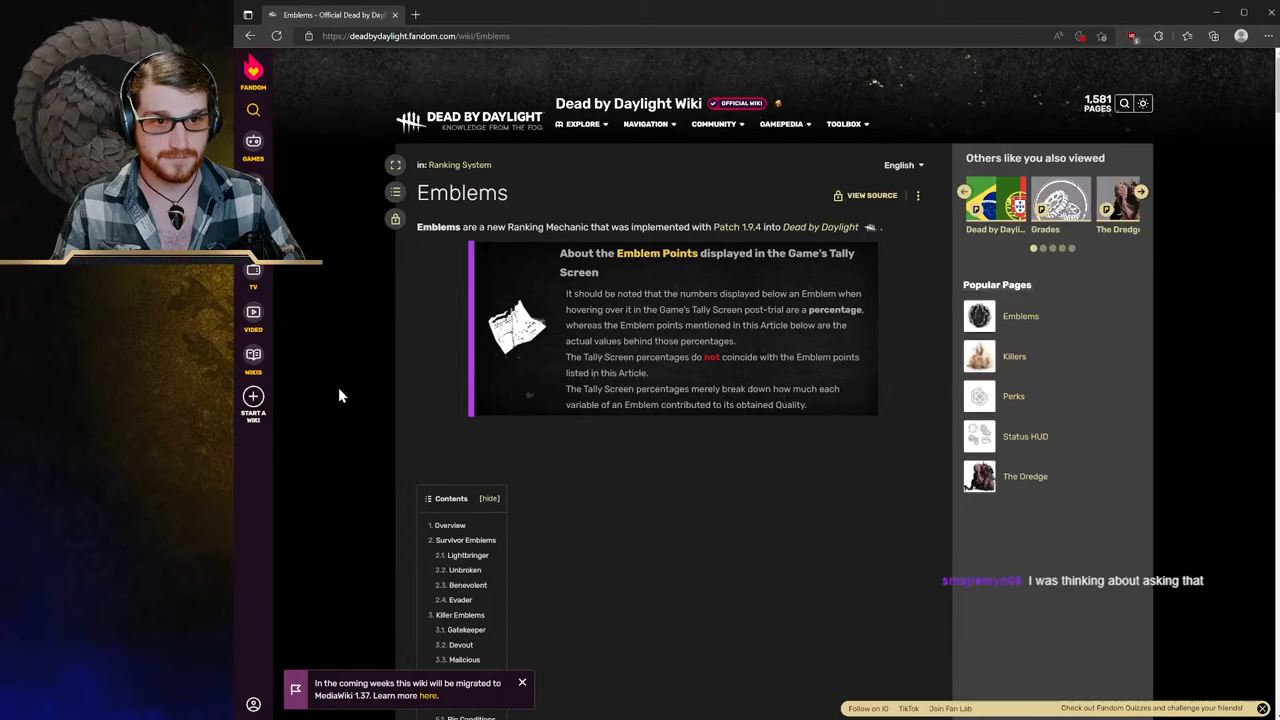 Emblems - Official Dead by Dayl
https://deadbydaylight.fandom.com/wiki/Emblems
FANDOM
GAMES
TV
VIDEO
WIKIS
START A
WIKI
DEAD BY DAYLIGHT
KNOWLEDGE FROM THE FOG
Dead by Daylight Wiki
OFFICIAL WIKI
EXPLORE
NAVIGATION
COMMUNITY
GAMEPEDIA
TOOLBOX
1,581
PAGES
in: Ranking System
English
Emblems
VIEW SOURCE
Emblems are a new Ranking Mechanic that was implemented with Patch 1.9.4 into Dead by Daylight .
About the Emblem Points displayed in the Game's Tally
Screen
It should be noted that the numbers displayed below an Emblem when
hovering over it in the Game's Tally Screen post-trial are a percentage,
whereas the Emblem points mentioned in this Article below are the
actual values behind those percentages.
The Tally Screen percentages do not coincide with the Emblem points
listed in this Article.
The Tally Screen percentages merely break down how much each
variable of an Emblem contributed to its obtained Quality.
Contents [hide]
1. Overview
2. Survivor Emblems
2.1. Lightbringer
2.2. Unbroken
2.3. Benevolent
2.4. Evader
3. Killer Emblems
3.1. Gatekeeper
3.2. Devout
3.3. Malicious
Others like you also viewed
Dead by Dayli...
Grades
The Dredge
Popular Pages
Emblems
Killers
Perks
Status HUD
The Dredge
smajremyn06 I was thinking about asking that
In the coming weeks this wiki will be migrated to
MediaWiki 1.37. Learn more here.
Follow on IG
TikTok
Join Fan Lab
Check out Fandom Quizzes and challenge your friends!